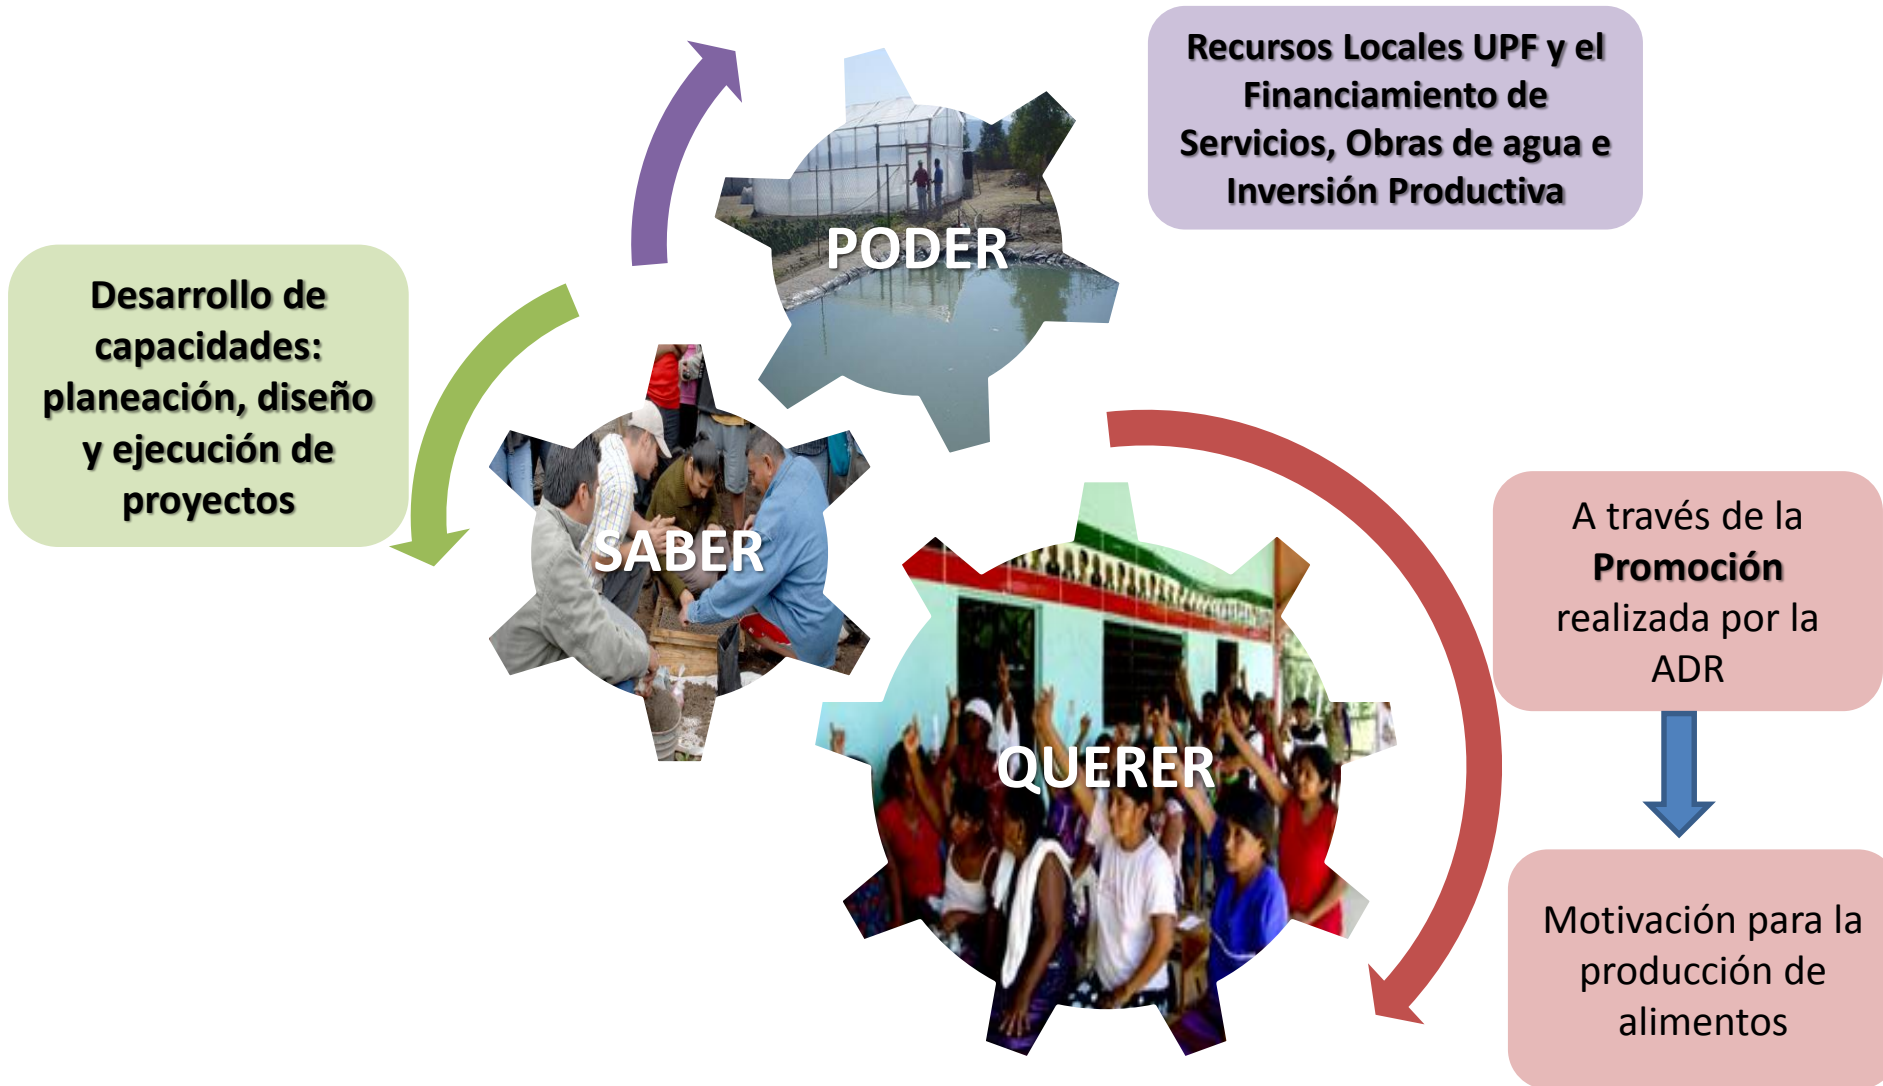 Recursos Locales UPF y el
Financiamiento de
Servicios, Obras de agua e
Inversión Productiva
PODER
Desarrollo de
capacidades:
planeación, diseño
y ejecución de
proyectos
SABER
QUERER
A través de la
Promoción
realizada por la
ADR
Motivación para la
producción de
alimentos